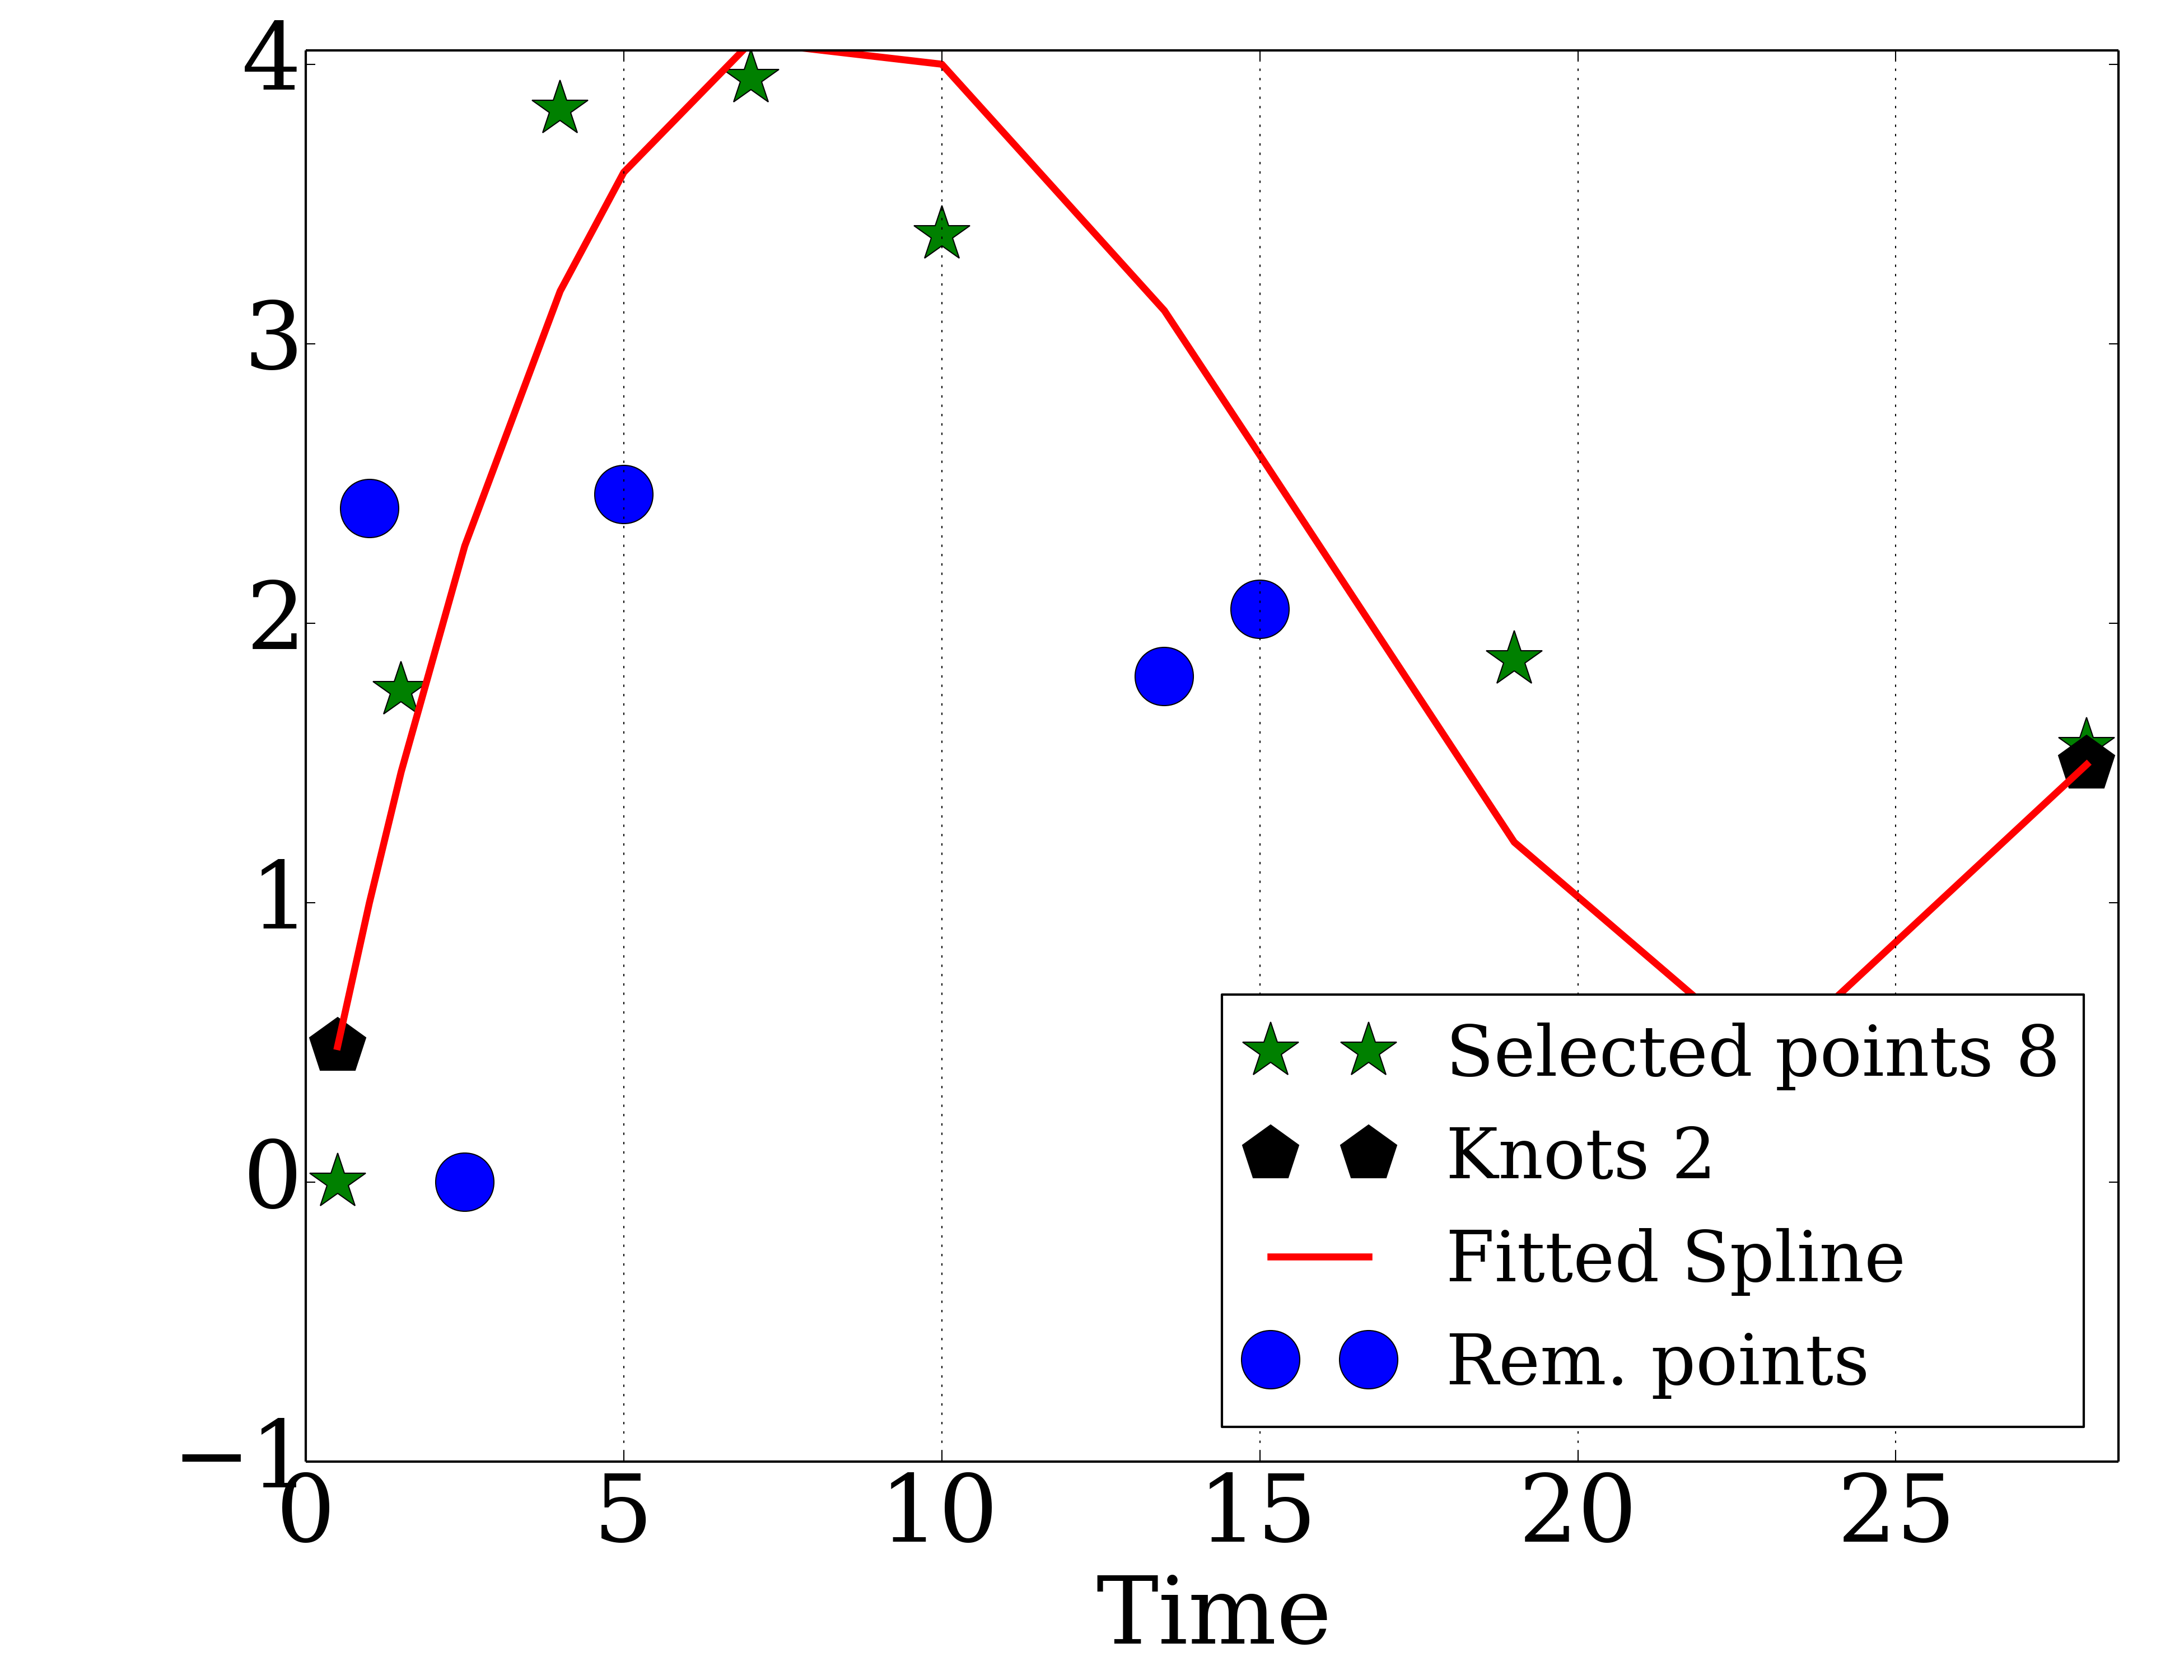 4
3
2
1
0
−1
0 5 10 15 20 25
Time
Selected points 8
Knots 2
Fitted Spline
Rem. points